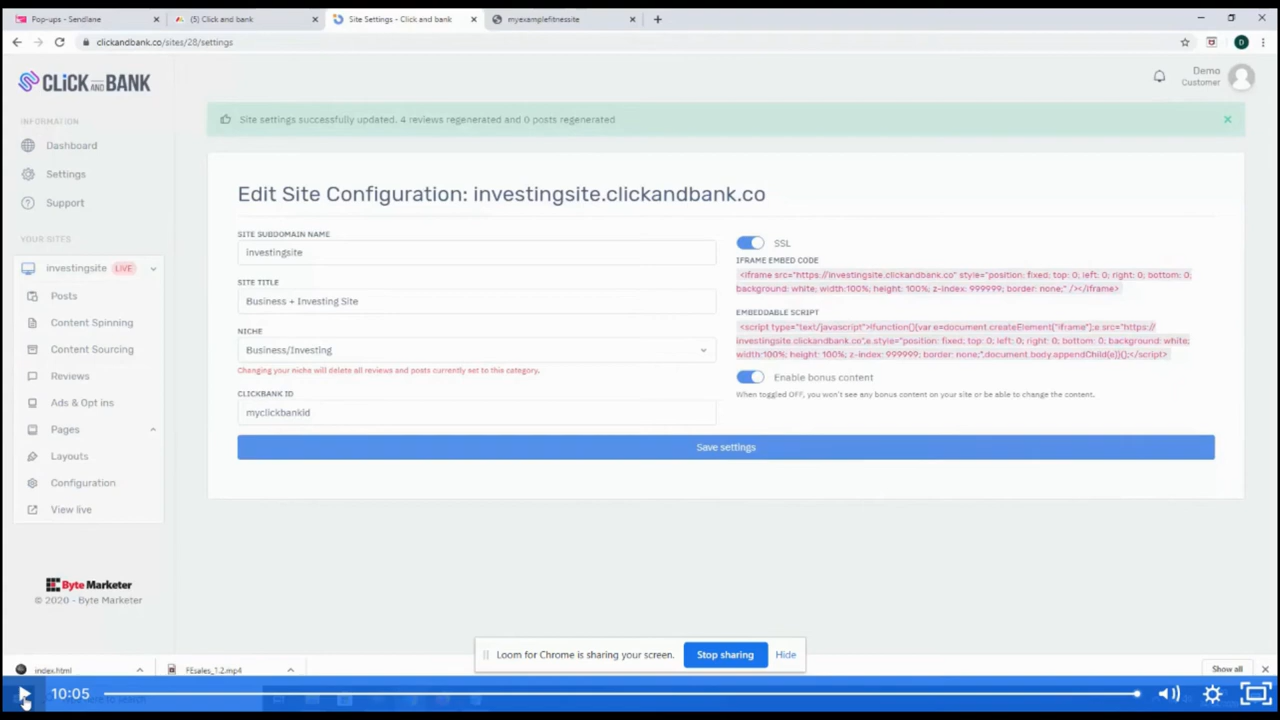 Pop-ups - Sendlane
(5) Click and bank
Site Settings - Click and bank
myexamplefitnessite
clickandbank.co/sites/28/settings
CLiCK AND BANK
Demo
Customer
INFORMATION
Dashboard
Settings
Support
YOUR SITES
investingsite LIVE
Posts
Content Spinning
Content Sourcing
Reviews
Ads & Opt ins
Pages
Layouts
Configuration
View live
Byte Marketer
© 2020 - Byte Marketer
Site settings successfully updated. 4 reviews regenerated and 0 posts regenerated
Edit Site Configuration: investingsite.clickandbank.co
SITE SUBDOMAIN NAME
investingsite
SITE TITLE
Business + Investing Site
NICHE
Business/Investing
Changing your niche will delete all reviews and posts currently set to this category.
CLICKBANK ID
myclickbankid
SSL
IFRAME EMBED CODE
<iframe src="https://investingsite.clickandbank.co" style="position: fixed; top: 0; left: 0; right: 0; bottom: 0;
background: white; width:100%; height: 100%; z-index: 999999; border: none;" /></iframe>
EMBEDDABLE SCRIPT
<script type="text/javascript">!function(){var e=document.createElement("iframe");e.src="https://
investingsite.clickandbank.co",e.style="position: fixed; top: 0; left: 0; right: 0; bottom: 0; background: white;
width:100%; height: 100%; z-index: 999999; border: none;",document.body.appendChild(e)}();</script>
Enable bonus content
When toggled OFF, you won't see any bonus content on your site or be able to change the content.
Save settings
Loom for Chrome is sharing your screen.
Stop sharing
Hide
index.html
FEsales_1.2.mp4
Show all
10:05